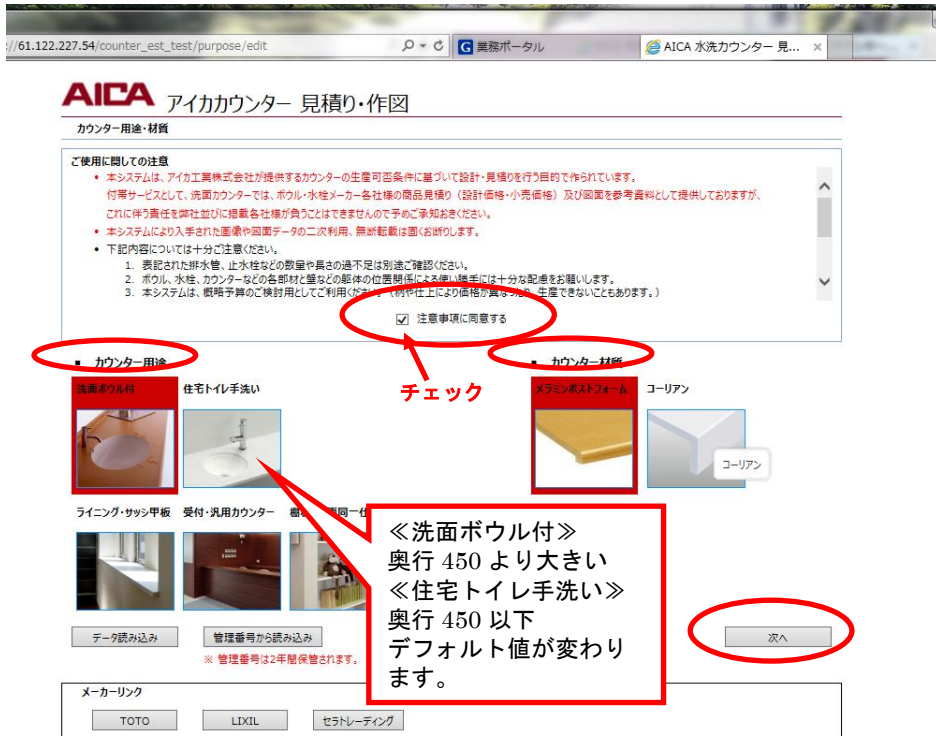 ://61.122.227.54/counter_est_test/purpose/edit
業務ポータル
AICA 水洗カウンター 見... ×
AICA アイカカウンター 見積り・作図
カウンター用途・材質
ご使用に関しての注意
• 本システムは、アイカ工業株式会社が提供するカウンターの生産可否条件に基づいて設計・見積りを行う目的で作られています。
付帯サービスとして、洗面カウンターでは、ボウル・水栓メーカー各社様の商品見積り（設計価格・小売価格）及び図面を参考資料として提供しておりますが、
これに伴う責任を弊社並びに掲載各社様が負うことはできませんので予めご承知おきください。
• 本システムにより入手された画像や図面データの二次利用、無断転載は固くお断りします。
• 下記内容については十分ご注意ください。
1. 表記された排水管、止水栓などの数量や長さの過不足は別途ご確認ください。
2. ボウル、水栓、カウンターなどの各部材と壁などの躯体の位置関係による使い勝手には十分な配慮をお願いします。
3. 本システムは、概略予算のご検討用としてご利用ください。（柄や仕上により価格が異なったり、生産できないこともあります。）
注意事項に同意する
チェック
▪ カウンター用途
▪ カウンター材質
洗面ボウル付 住宅トイレ手洗い
メラミンポストフォーム コーリアン
コーリアン
ライニング・サッシ甲板 受付・汎用カウンター
≪洗面ボウル付≫
奥行 450 より大きい
≪住宅トイレ手洗い≫
奥行 450 以下
デフォルト値が変わり
ます。
データ読み込み
管理番号から読み込み
次へ
※ 管理番号は2年間保管されます。
メーカーリンク
TOTO
LIXIL
セラトレーディング